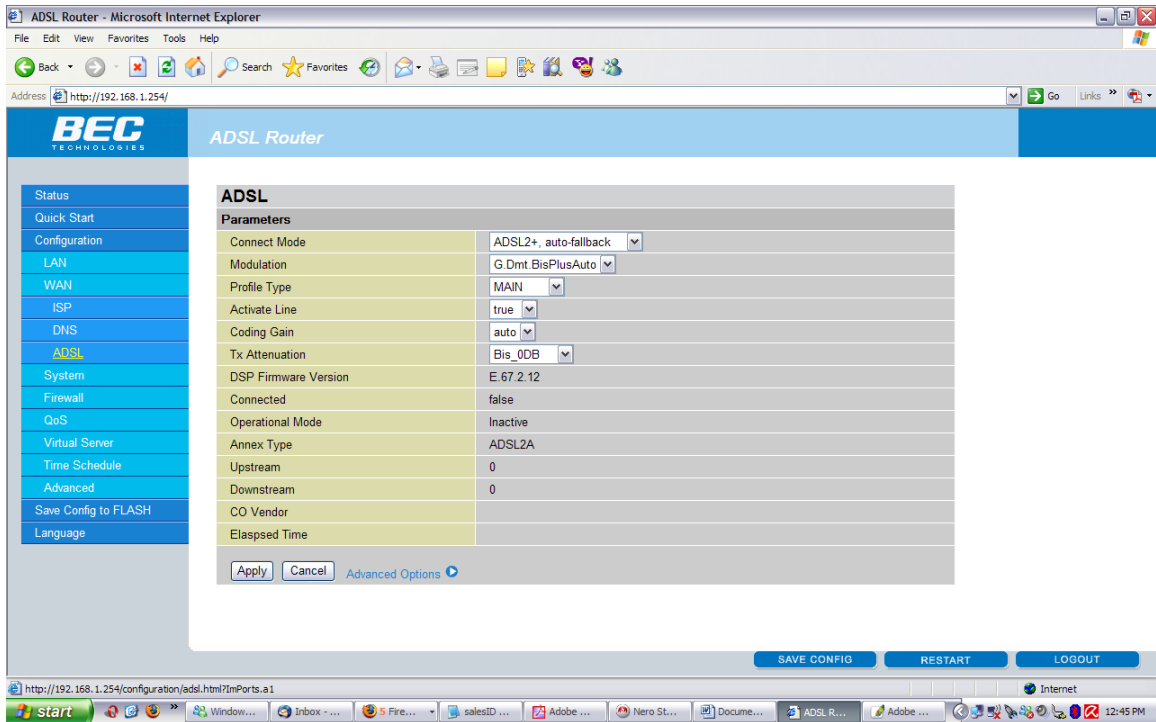 ADSL Router - Microsoft Internet Explorer
File Edit View Favorites Tools Help
Back Search Favorites
Address http://192.168.1.254/ Go Links »
BEC
TECHNOLOGIES
ADSL Router
Status
Quick Start
Configuration
LAN
WAN
ISP
DNS
ADSL
System
Firewall
QoS
Virtual Server
Time Schedule
Advanced
Save Config to FLASH
Language
ADSL
Parameters
Connect Mode ADSL2+, auto-fallback
Modulation G.Dmt.BisPlusAuto
Profile Type MAIN
Activate Line true
Coding Gain auto
Tx Attenuation Bis_0DB
DSP Firmware Version E.67.2.12
Connected false
Operational Mode Inactive
Annex Type ADSL2A
Upstream 0
Downstream 0
CO Vendor
Elaspsed Time
Apply Cancel Advanced Options
SAVE CONFIG RESTART LOGOUT
http://192.168.1.254/configuration/adsl.html?ImPorts.a1 Internet
start » Window... Inbox - ... 5 Fire... salesID ... Adobe ... Nero St... Docume... ADSL R... Adobe ... 12:45 PM